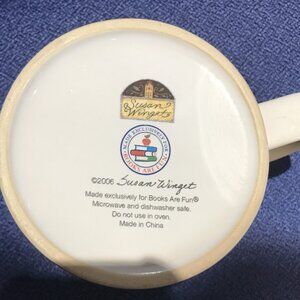 Susan
Winget
MADE EXCLUSIVELY FOR
BOOKS ARE FUN
©2006 Susan Winget
Made exclusively for Books Are Fun®
Microwave and dishwasher safe.
Do not use in oven.
Made in China